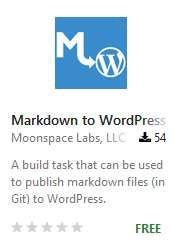 Markdown to WordPress
Moonspace Labs, LLC 54
A build task that can be used
to publish markdown files (in
Git) to WordPress.
FREE